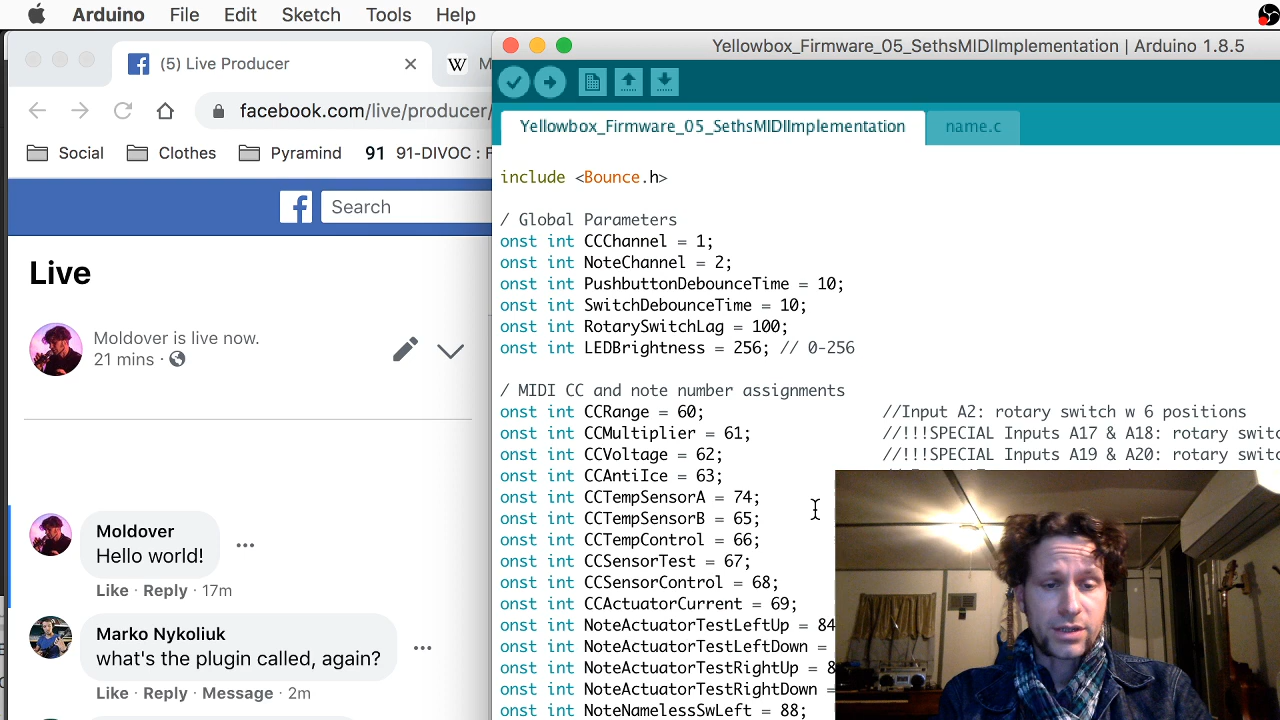 Arduino File Edit Sketch Tools Help
(5) Live Producer
W
Yellowbox_Firmware_05_SethsMIDIImplementation | Arduino 1.8.5
facebook.com/live/producer/
Yellowbox_Firmware_05_SethsMIDIImplementation
name.c
Social Clothes Pyramind 91 91-DIVOC :
Search
Live
Moldover is live now.
21 mins ·
Moldover
Hello world!
Like · Reply · 17m
Marko Nykoliuk
what's the plugin called, again?
Like · Reply · Message · 2m
include <Bounce.h>
/ Global Parameters
onst int CCChannel = 1;
onst int NoteChannel = 2;
onst int PushbuttonDebounceTime = 10;
onst int SwitchDebounceTime = 10;
onst int RotarySwitchLag = 100;
onst int LEDBrightness = 256; // 0-256
/ MIDI CC and note number assignments
onst int CCRange = 60; //Input A2: rotary switch w 6 positions
onst int CCMultiplier = 61; //!!!SPECIAL Inputs A17 & A18: rotary switc
onst int CCVoltage = 62; //!!!SPECIAL Inputs A19 & A20: rotary switc
onst int CCAntiIce = 63;
onst int CCTempSensorA = 74;
onst int CCTempSensorB = 65;
onst int CCTempControl = 66;
onst int CCSensorTest = 67;
onst int CCSensorControl = 68;
onst int CCActuatorCurrent = 69;
onst int NoteActuatorTestLeftUp = 84
onst int NoteActuatorTestLeftDown =
onst int NoteActuatorTestRightUp = 8
onst int NoteActuatorTestRightDown =
onst int NoteNamelessSwLeft = 88;